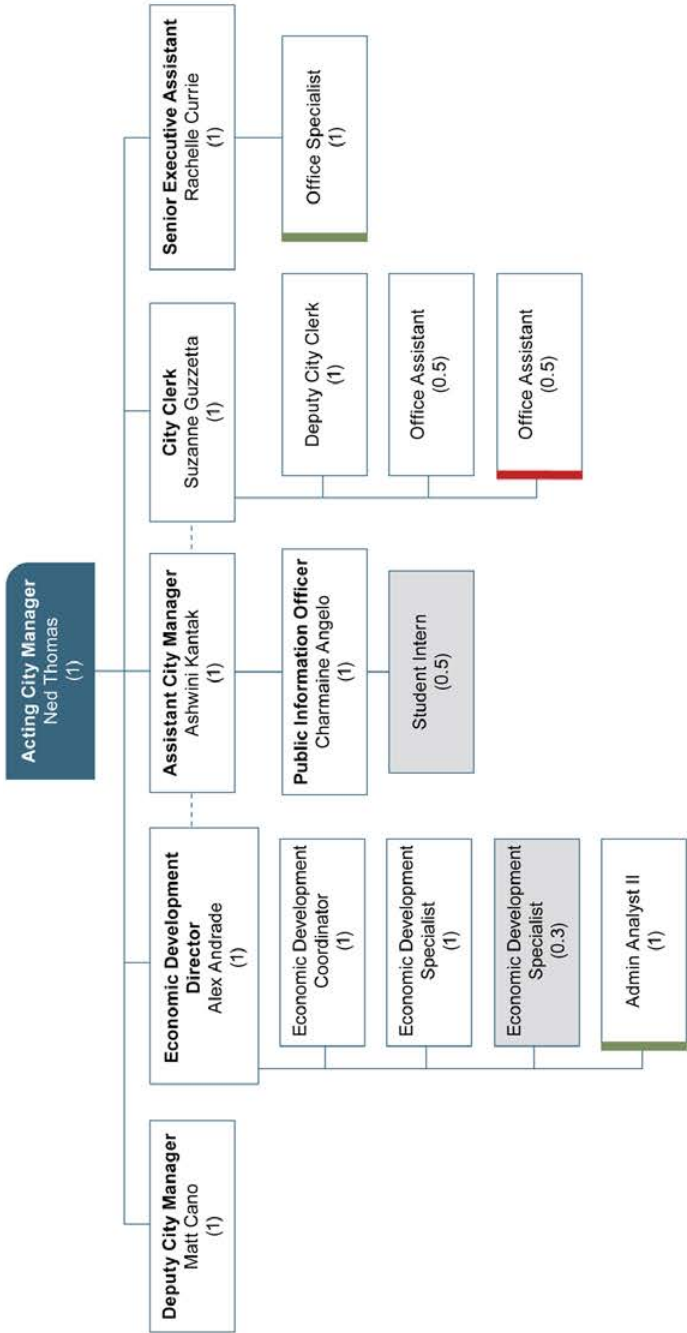 Acting City Manager
Ned Thomas
(1)
Deputy City Manager
Matt Cano
(1)
Economic Development
Director
Alex Andrade
(1)
Economic Development
Coordinator
(1)
Economic Development
Specialist
(1)
Economic Development
Specialist
(0.3)
Admin Analyst II
(1)
Assistant City Manager
Ashwini Kantak
(1)
Public Information Officer
Charmaine Angelo
(1)
Student Intern
(0.5)
City Clerk
Suzanne Guzzetta
(1)
Deputy City Clerk
(1)
Office Assistant
(0.5)
Office Assistant
(0.5)
Senior Executive Assistant
Rachelle Currie
(1)
Office Specialist
(1)